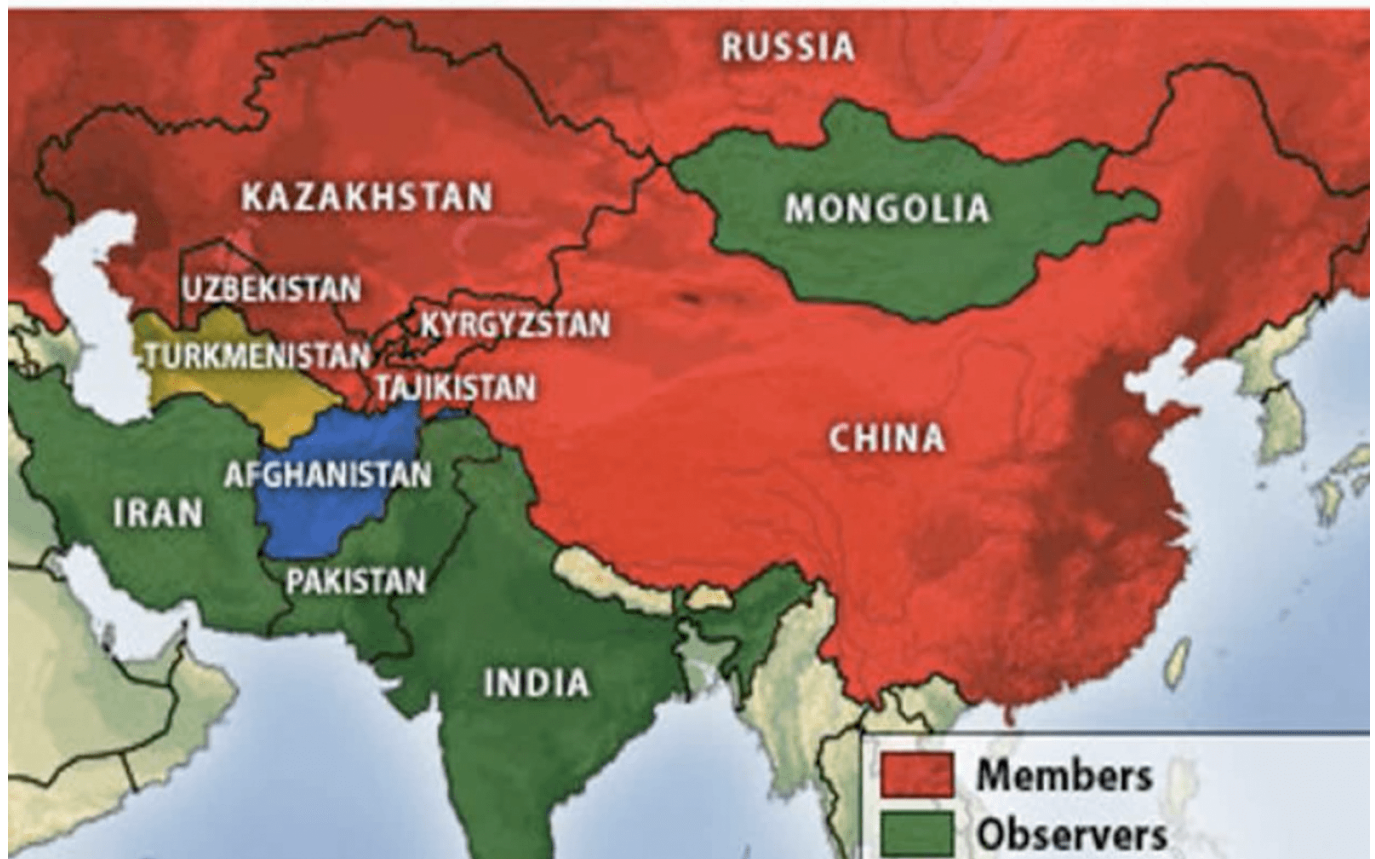 RUSSIA
KAZAKHSTAN
MONGOLIA
UZBEKISTAN
KYRGYZSTAN
TURKMENISTAN
TAJIKISTAN
CHINA
AFGHANISTAN
IRAN
PAKISTAN
INDIA
Members
Observers